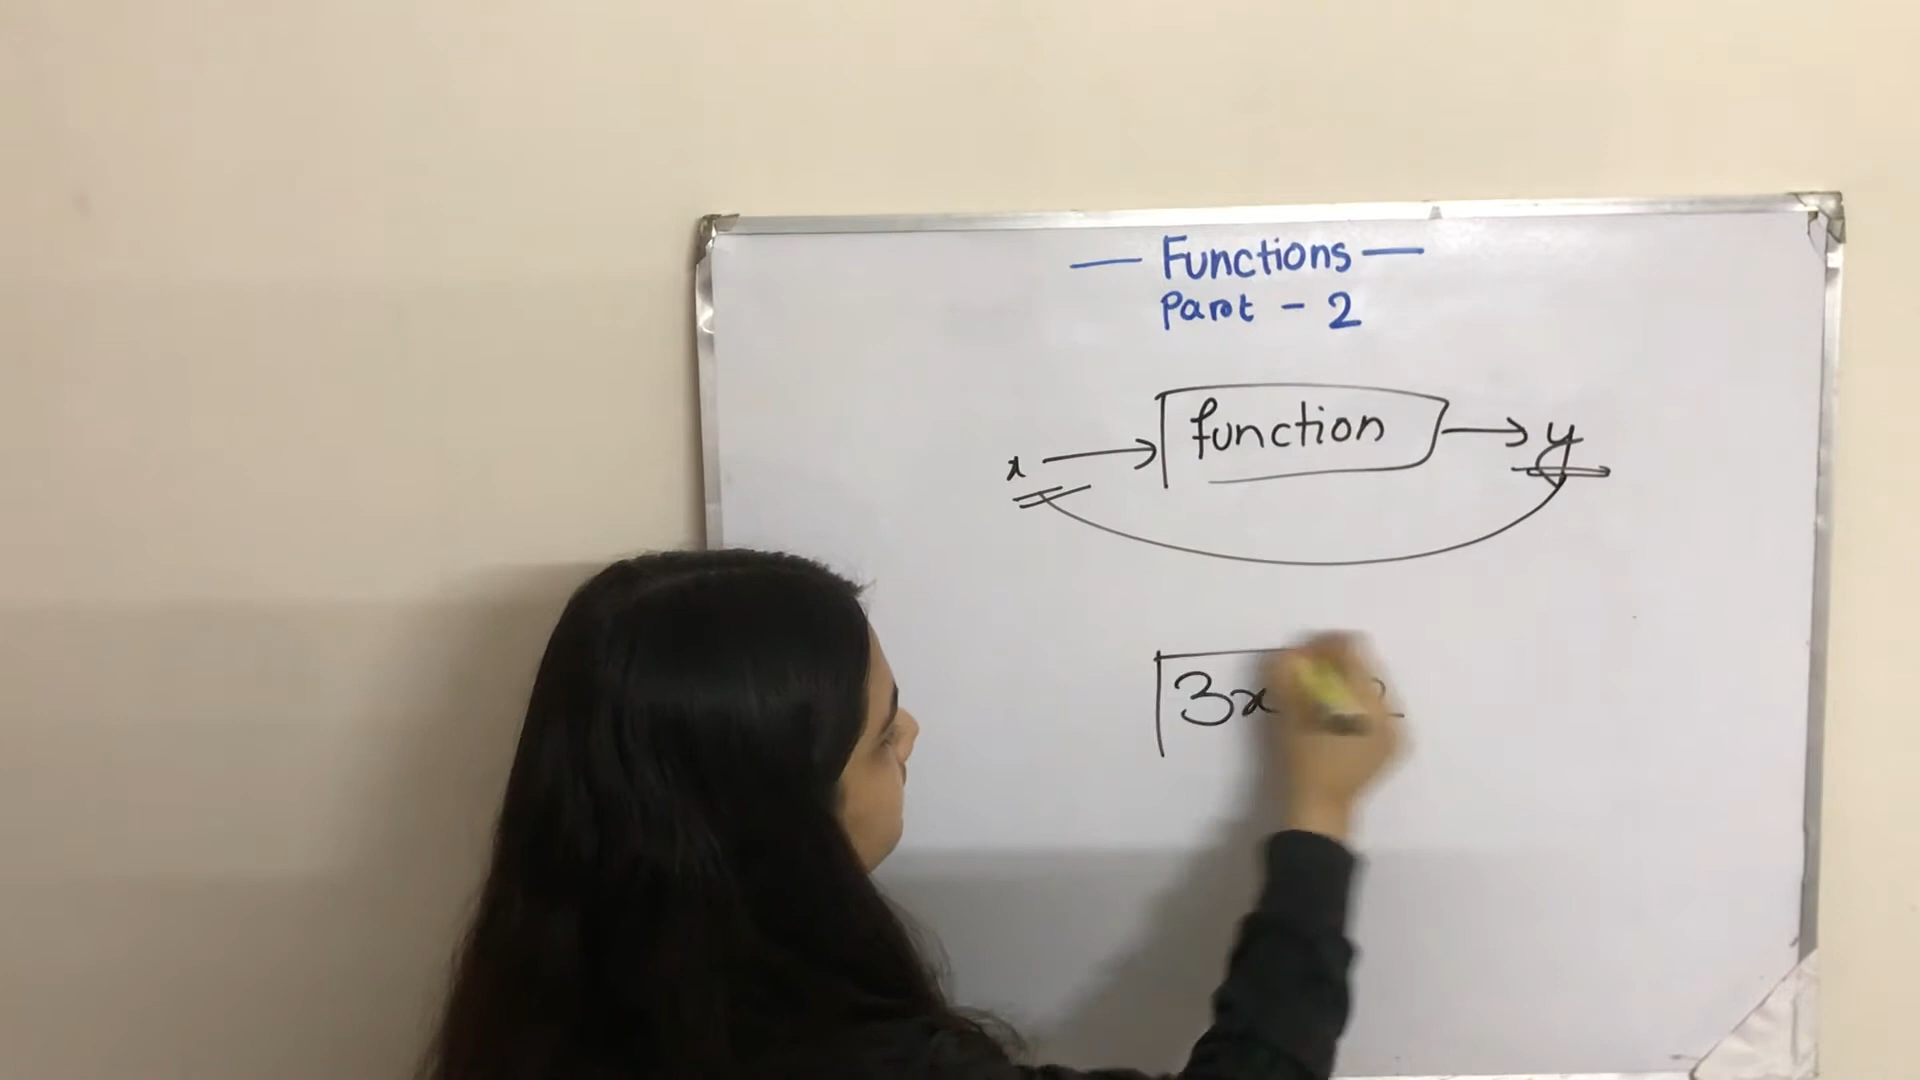 — Functions —
Part - 2
x → function → y
3x